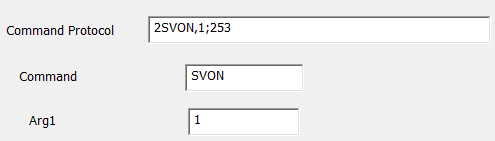 Command Protocol 2SVON,1;253
Command SVON
Arg1 1